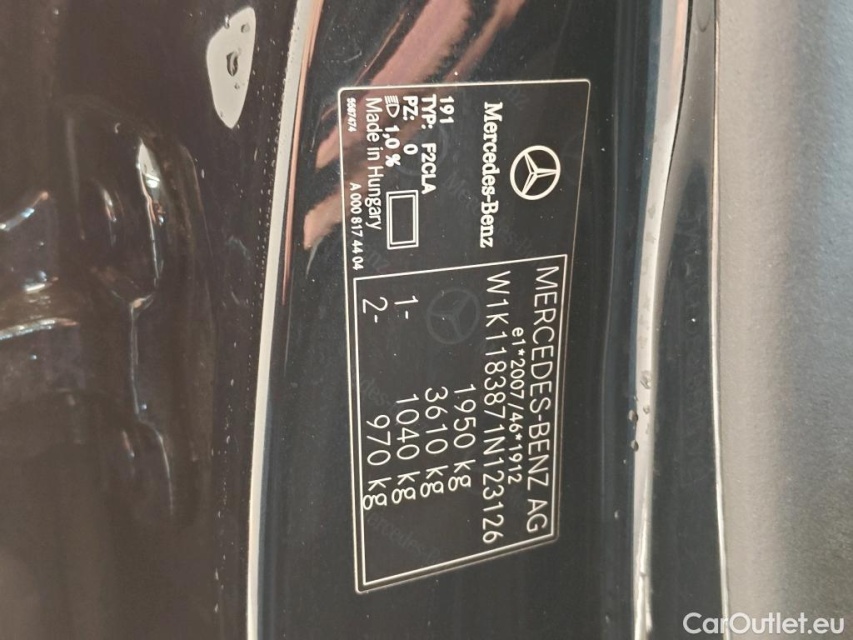 Mercedes-Benz
191
TYP: F2CLA
PZ: 0
1,0 %
Made in Hungary
5567474
A 000 817 44 04
MERCEDES-BENZ AG
e1*2007/46*1912
W1K1183871N123126
1950 kg
3610 kg
1- 1040 kg
2- 970 kg
CarOutlet.eu